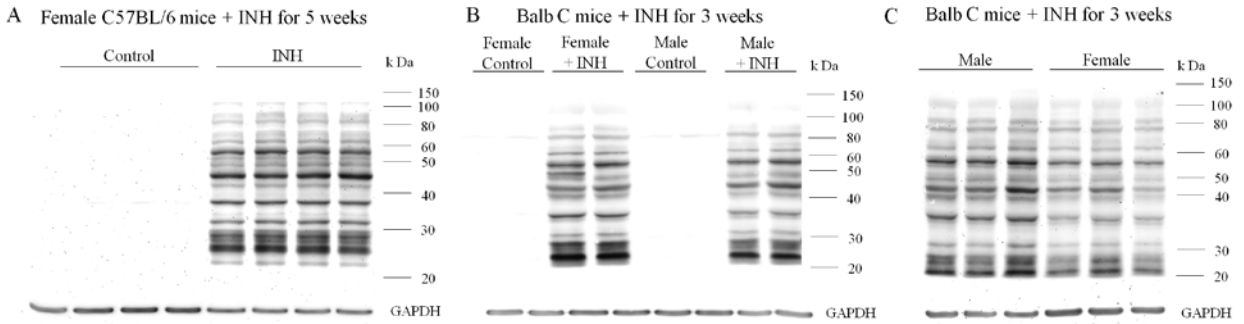 A Female C57BL/6 mice + INH for 5 weeks
Control INH
k Da
150
100
80
60
50
40
30
20
GAPDH
B Balb C mice + INH for 3 weeks
Female Control Female + INH Male Control Male + INH
k Da
150
100
80
60
50
40
30
20
GAPDH
C Balb C mice + INH for 3 weeks
Male Female
k Da
150
100
80
60
50
40
30
20
GAPDH